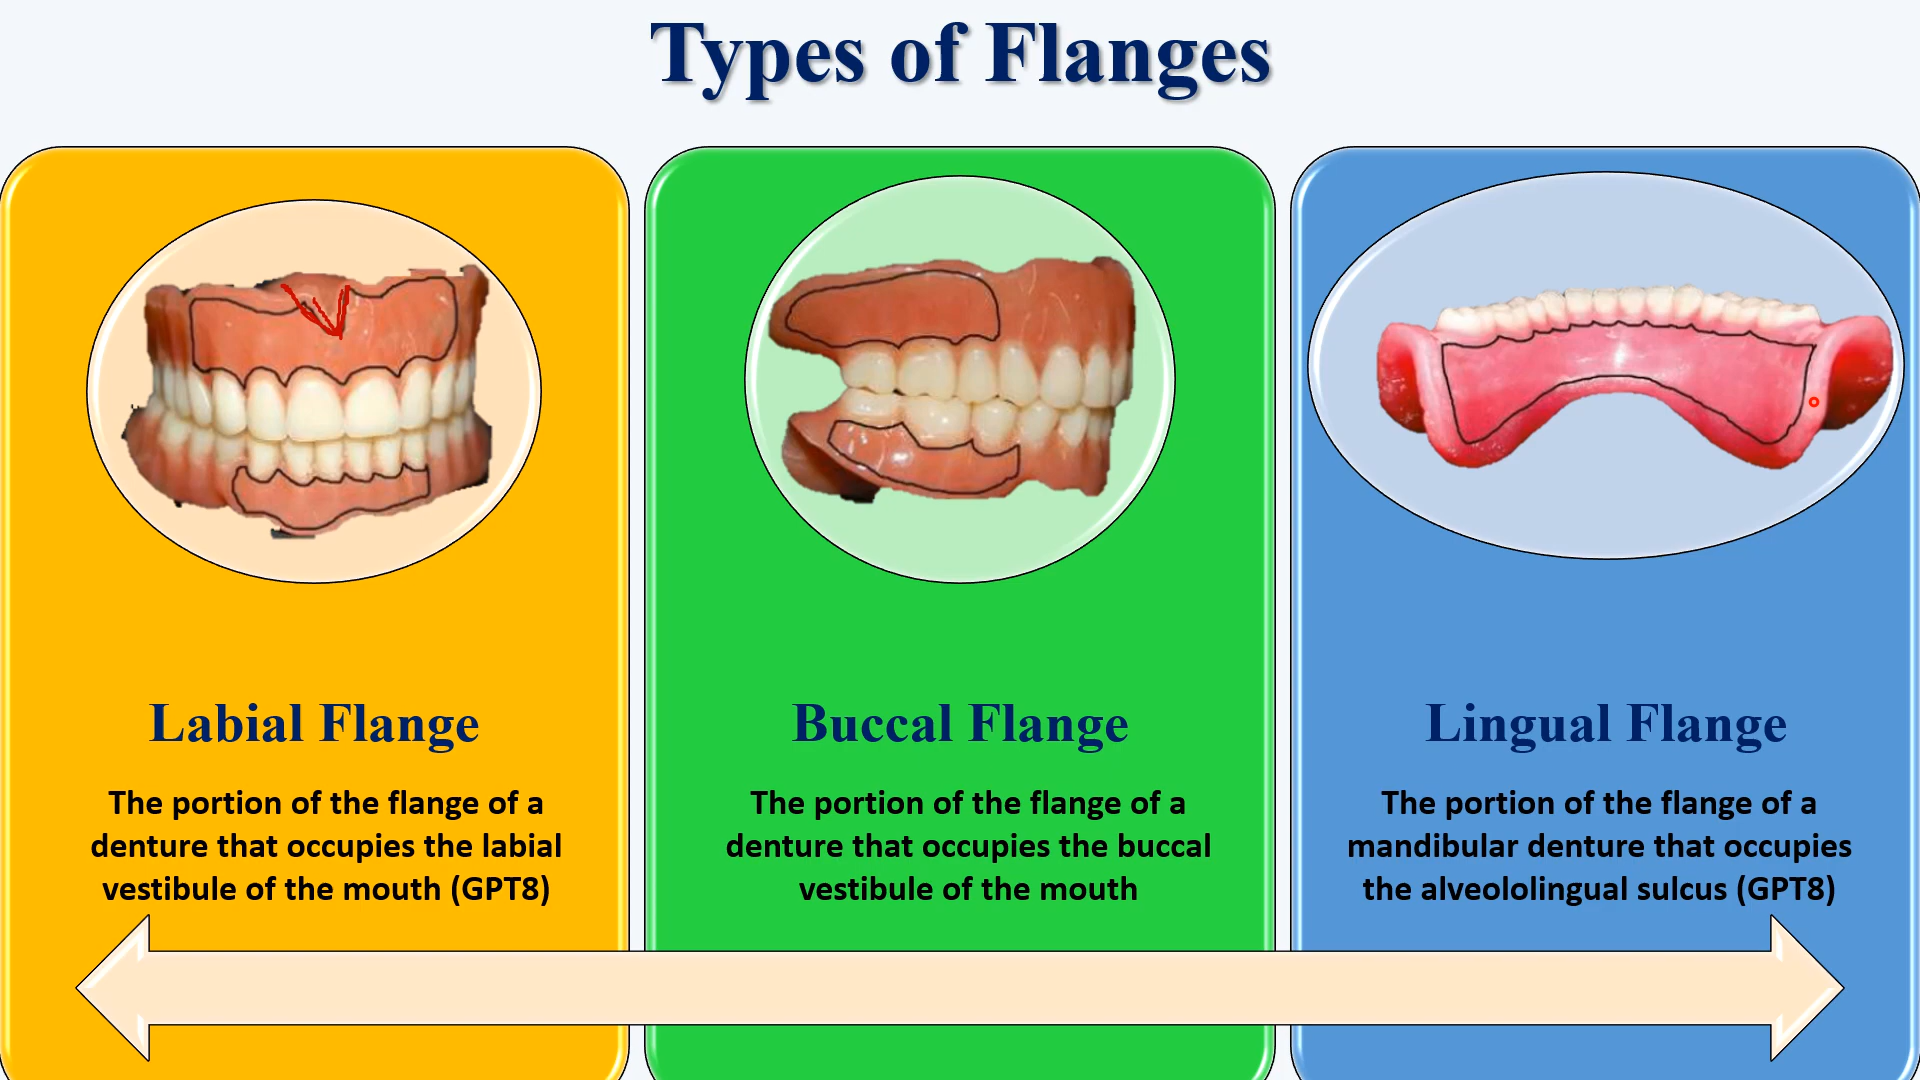 Types of Flanges
Labial Flange
The portion of the flange of a
denture that occupies the labial
vestibule of the mouth (GPT8)
Buccal Flange
The portion of the flange of a
denture that occupies the buccal
vestibule of the mouth
Lingual Flange
The portion of the flange of a
mandibular denture that occupies
the alveololingual sulcus (GPT8)